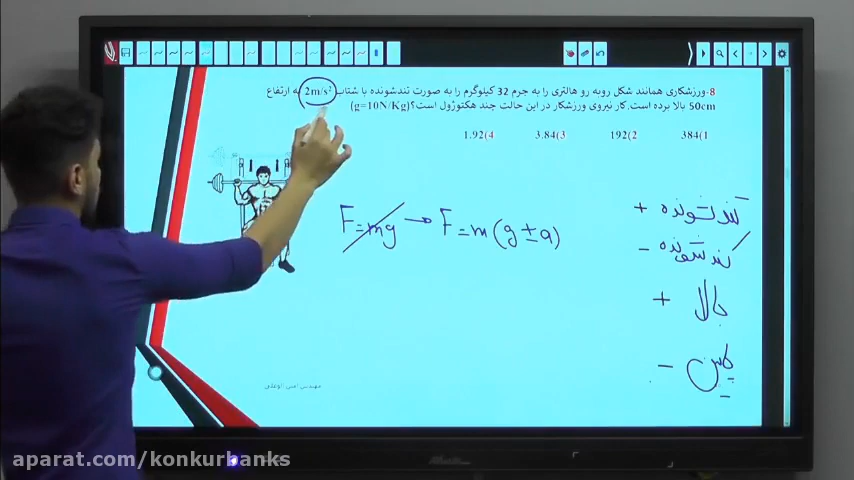 8-ورزشکاری همانند شکل روبه رو هالتری را به جرم 32 کیلوگرم را به صورت تندشونده با شتاب 2m/s² به ارتفاع
50cm بالا برده است.کار نیروی ورزشکار در این حالت چند هکتوژول است؟(g=10N/Kg)
384(1 192(2 3.84(3 1.92(4
F=mg → F=m(g±a)
تندشونده +
کندشونده -
بالا +
پایین -
aparat.com/konkurbanks